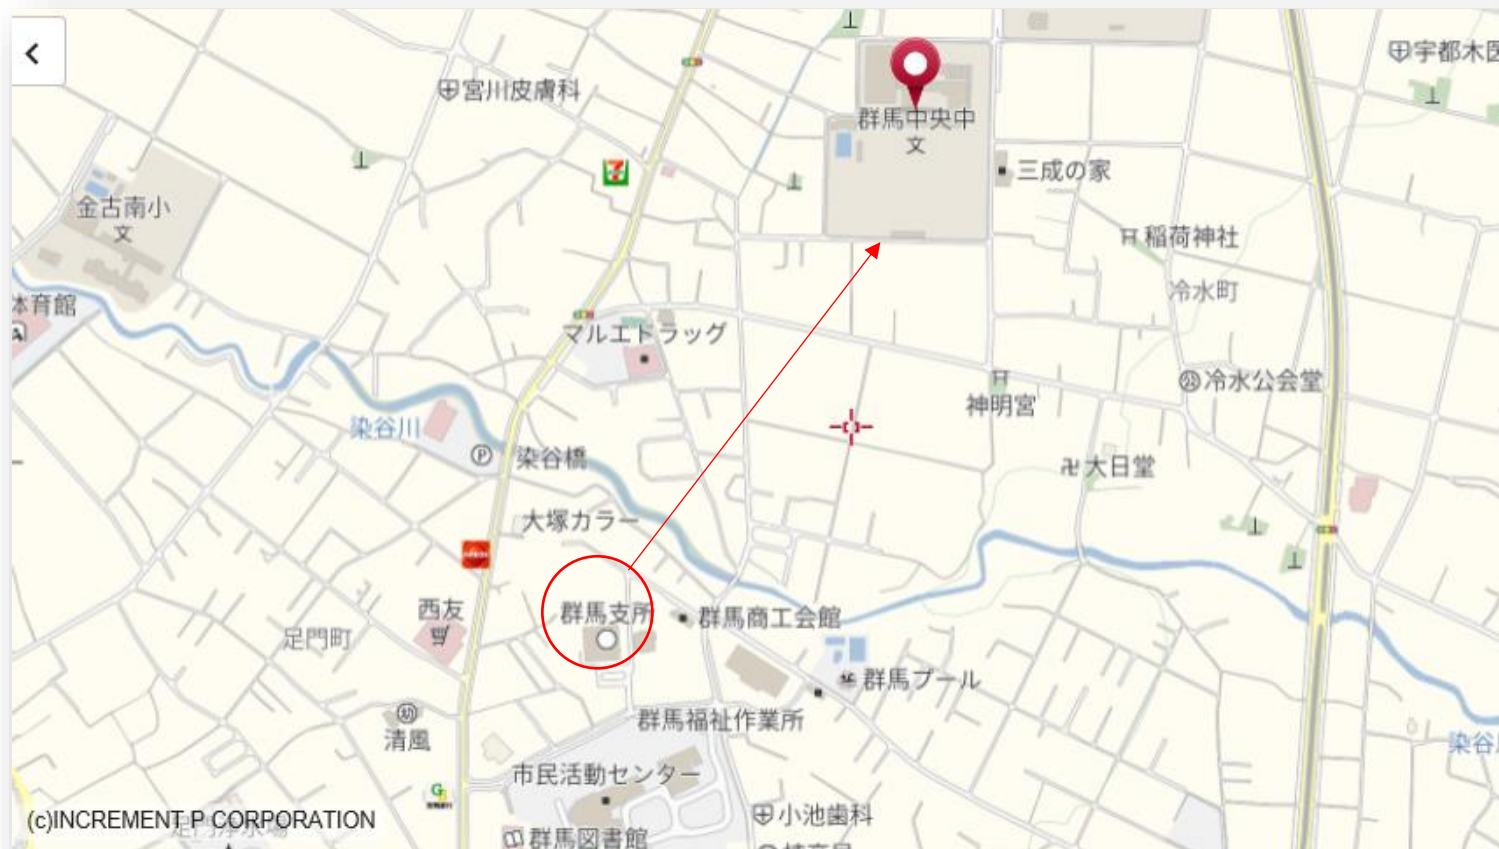 宮川皮膚科
宇都木医
群馬中央中
文
三成の家
金古南小
文
稲荷神社
冷水町
体育館
マルエドラッグ
冷水公会堂
神明宮
染谷川
P
染谷橋
大日堂
大塚カラー
西友
群馬支所
群馬商工会館
足門町
群馬プール
幼
清風
群馬福祉作業所
市民活動センター
(c)INCREMENT P CORPORATION
小池歯科
群馬図書館
染谷